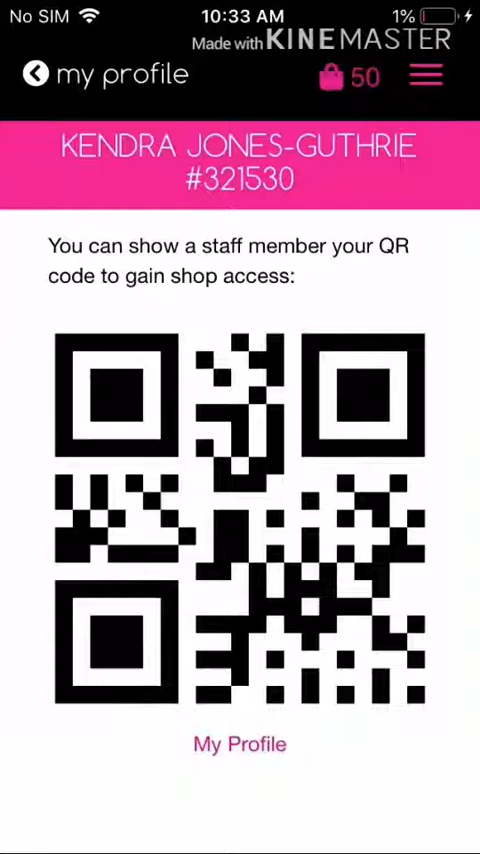 No SIM 10:33 AM 1%
Made with KINEMASTER
my profile 50
KENDRA JONES-GUTHRIE
#321530
You can show a staff member your QR
code to gain shop access:
My Profile